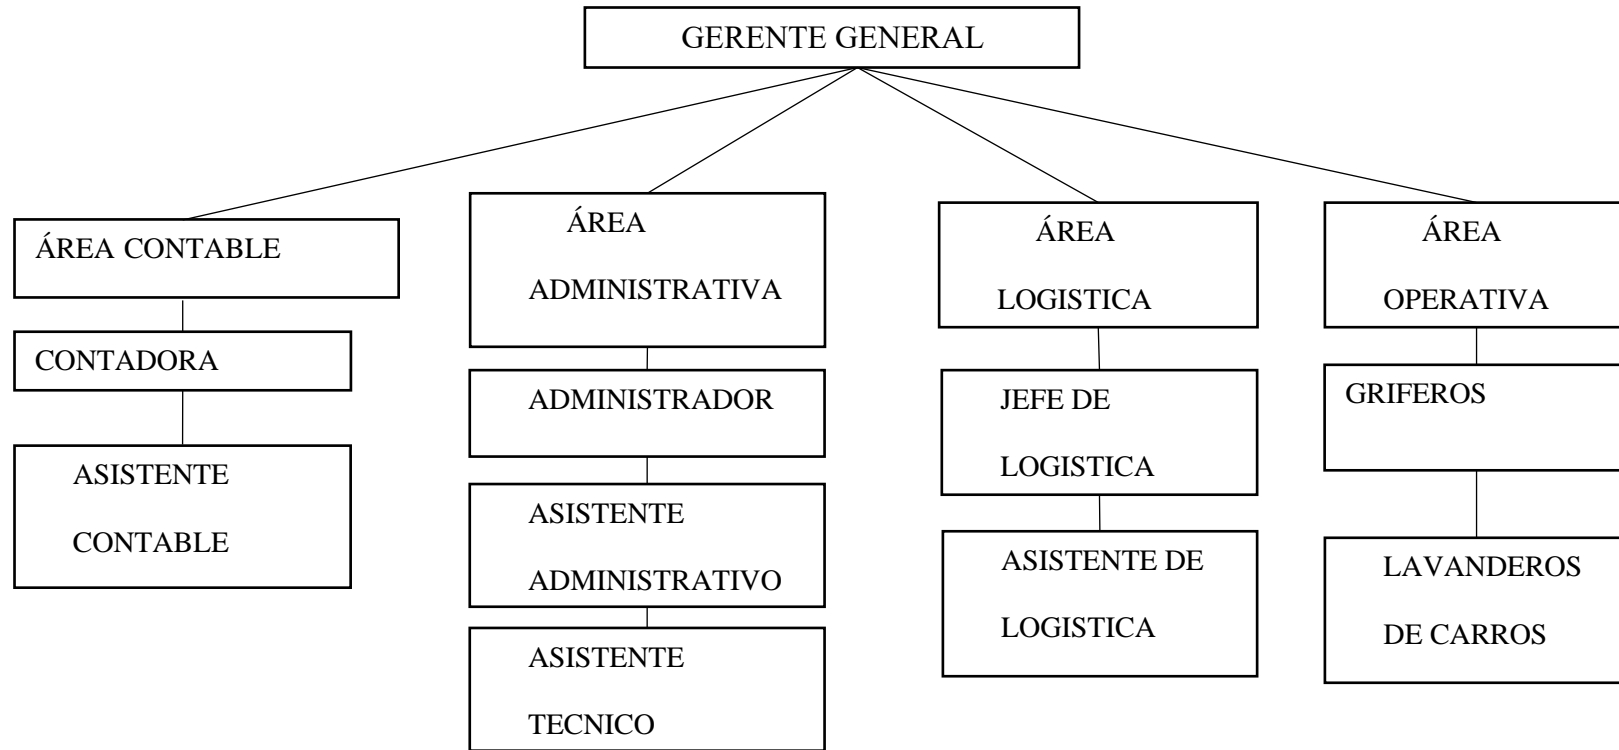 GERENTE GENERAL
ÁREA CONTABLE
CONTADORA
ASISTENTE
CONTABLE
ÁREA
ADMINISTRATIVA
ADMINISTRADOR
ASISTENTE
ADMINISTRATIVO
ASISTENTE
TECNICO
ÁREA
LOGISTICA
JEFE DE
LOGISTICA
ASISTENTE DE
LOGISTICA
ÁREA
OPERATIVA
GRIFEROS
LAVANDEROS
DE CARROS